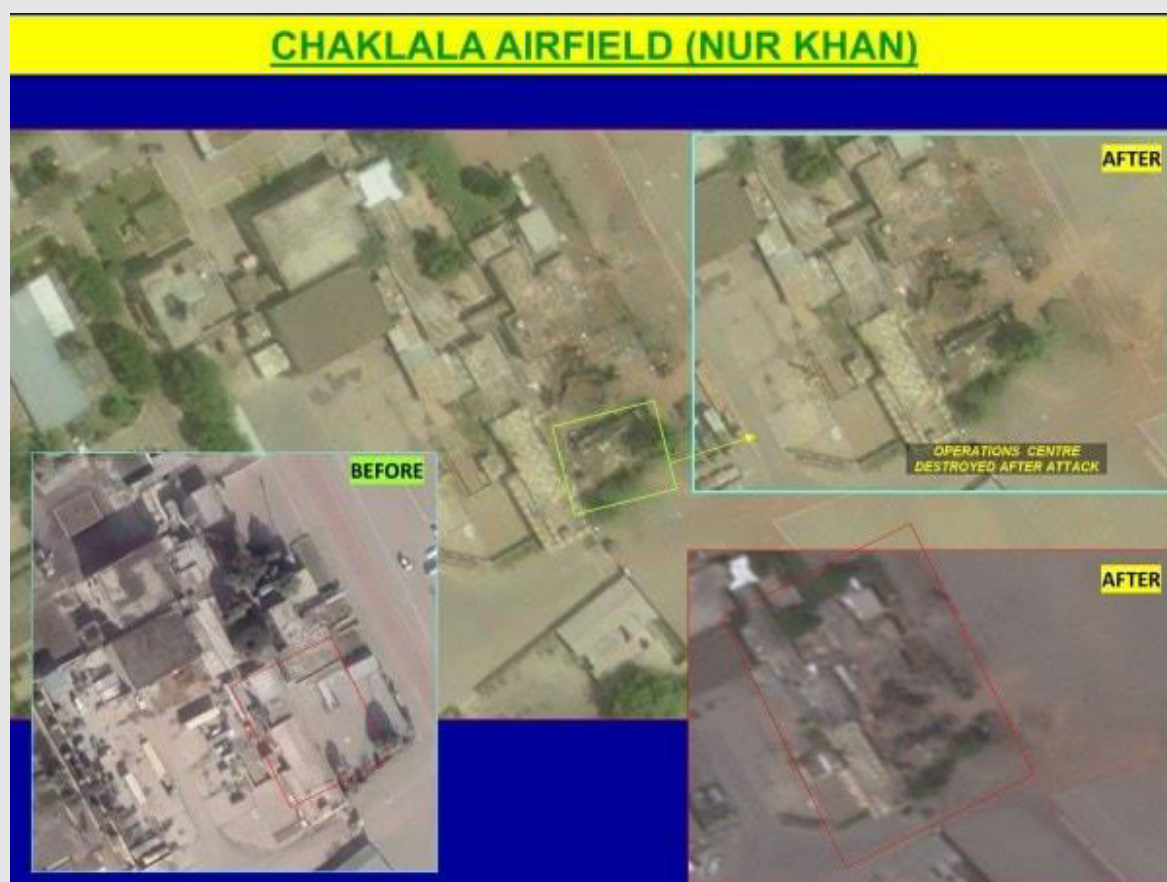 CHAKLALA AIRFIELD (NUR KHAN)
AFTER
OPERATIONS CENTRE
DESTROYED AFTER ATTACK
BEFORE
AFTER